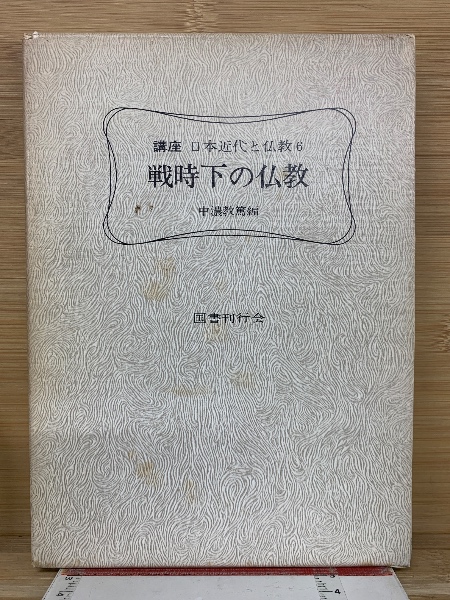 講座 日本近代と仏教6
戦時下の仏教
中濃教篤編
国書刊行会